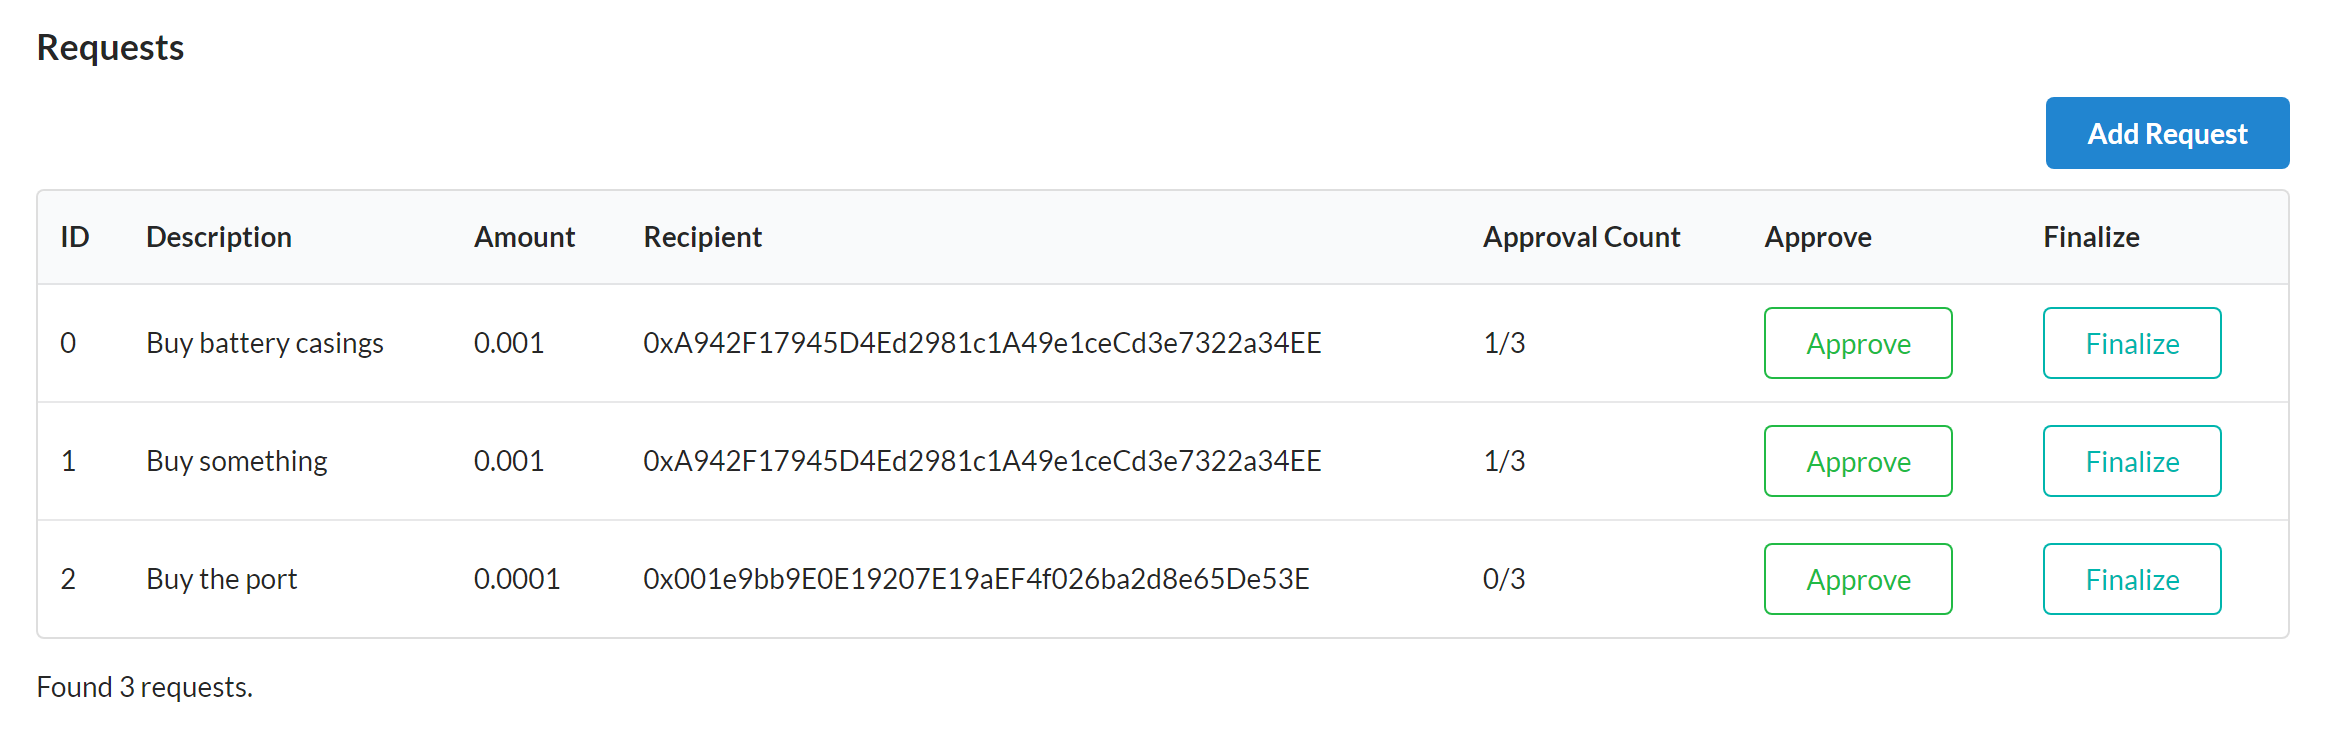 Requests
Add Request
ID Description Amount Recipient Approval Count Approve Finalize
0 Buy battery casings 0.001 0xA942F17945D4Ed2981c1A49e1ceCd3e7322a34EE 1/3 Approve Finalize
1 Buy something 0.001 0xA942F17945D4Ed2981c1A49e1ceCd3e7322a34EE 1/3 Approve Finalize
2 Buy the port 0.0001 0x001e9bb9E0E19207E19aEF4f026ba2d8e65De53E 0/3 Approve Finalize
Found 3 requests.